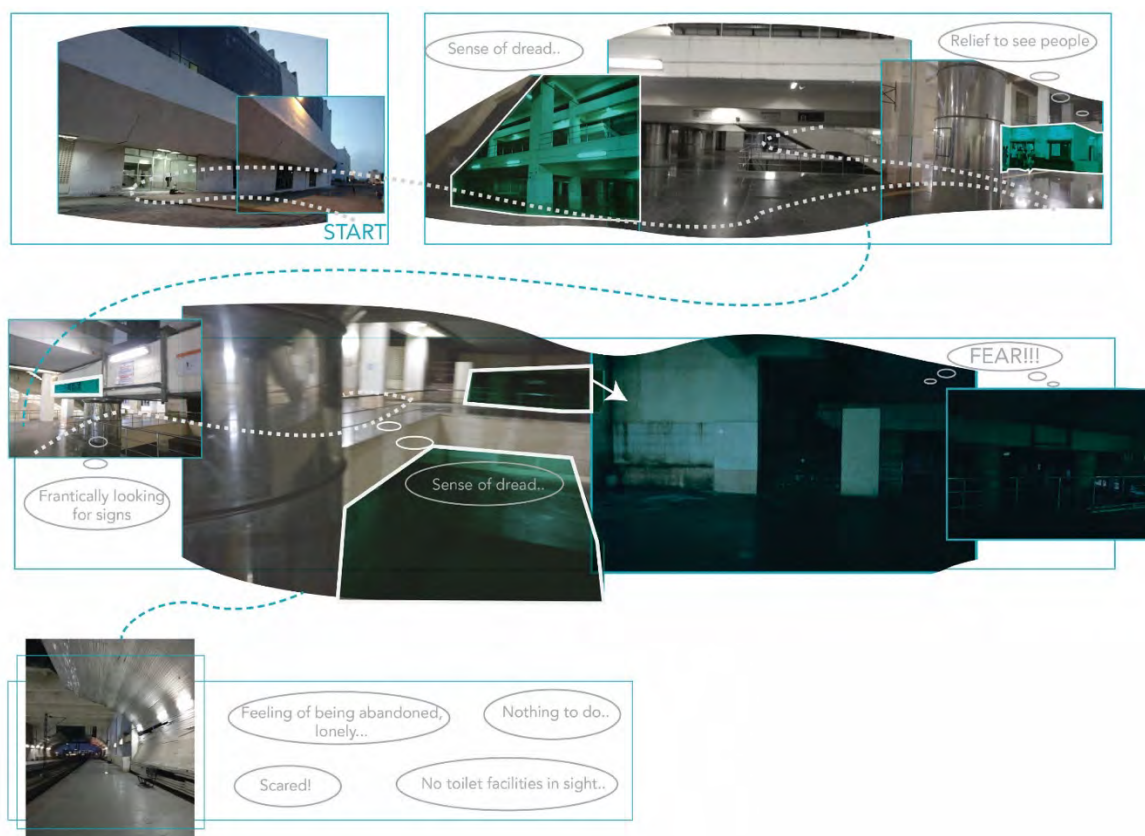 Sense of dread..
Relief to see people
START
FEAR!!!
Frantically looking
for signs
Sense of dread..
Feeling of being abandoned,
lonely...
Nothing to do..
Scared!
No toilet facilities in sight..